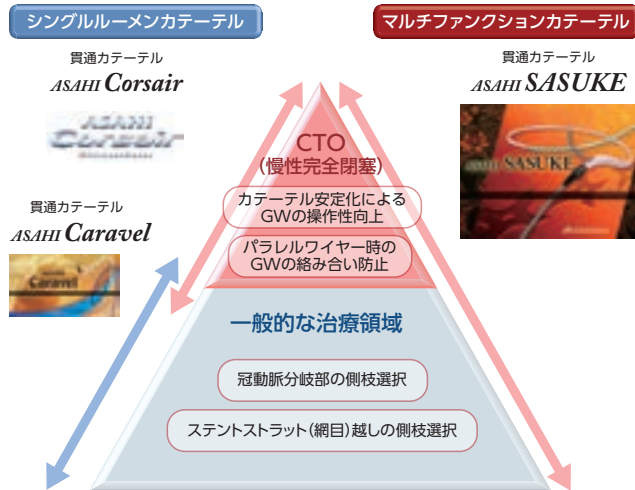 シングルルーメンカテーテル
マルチファンクションカテーテル
貫通カテーテル
ASAHI Corsair
ASAHI
Corsair
貫通カテーテル
ASAHI SASUKE
ASAHI SASUKE
貫通カテーテル
ASAHI Caravel
Caravel
CTO
(慢性完全閉塞)
カテーテル安定化による
GWの操作性向上
パラレルワイヤー時の
GWの絡み合い防止
一般的な治療領域
冠動脈分岐部の側枝選択
ステントストラット(網目)越しの側枝選択